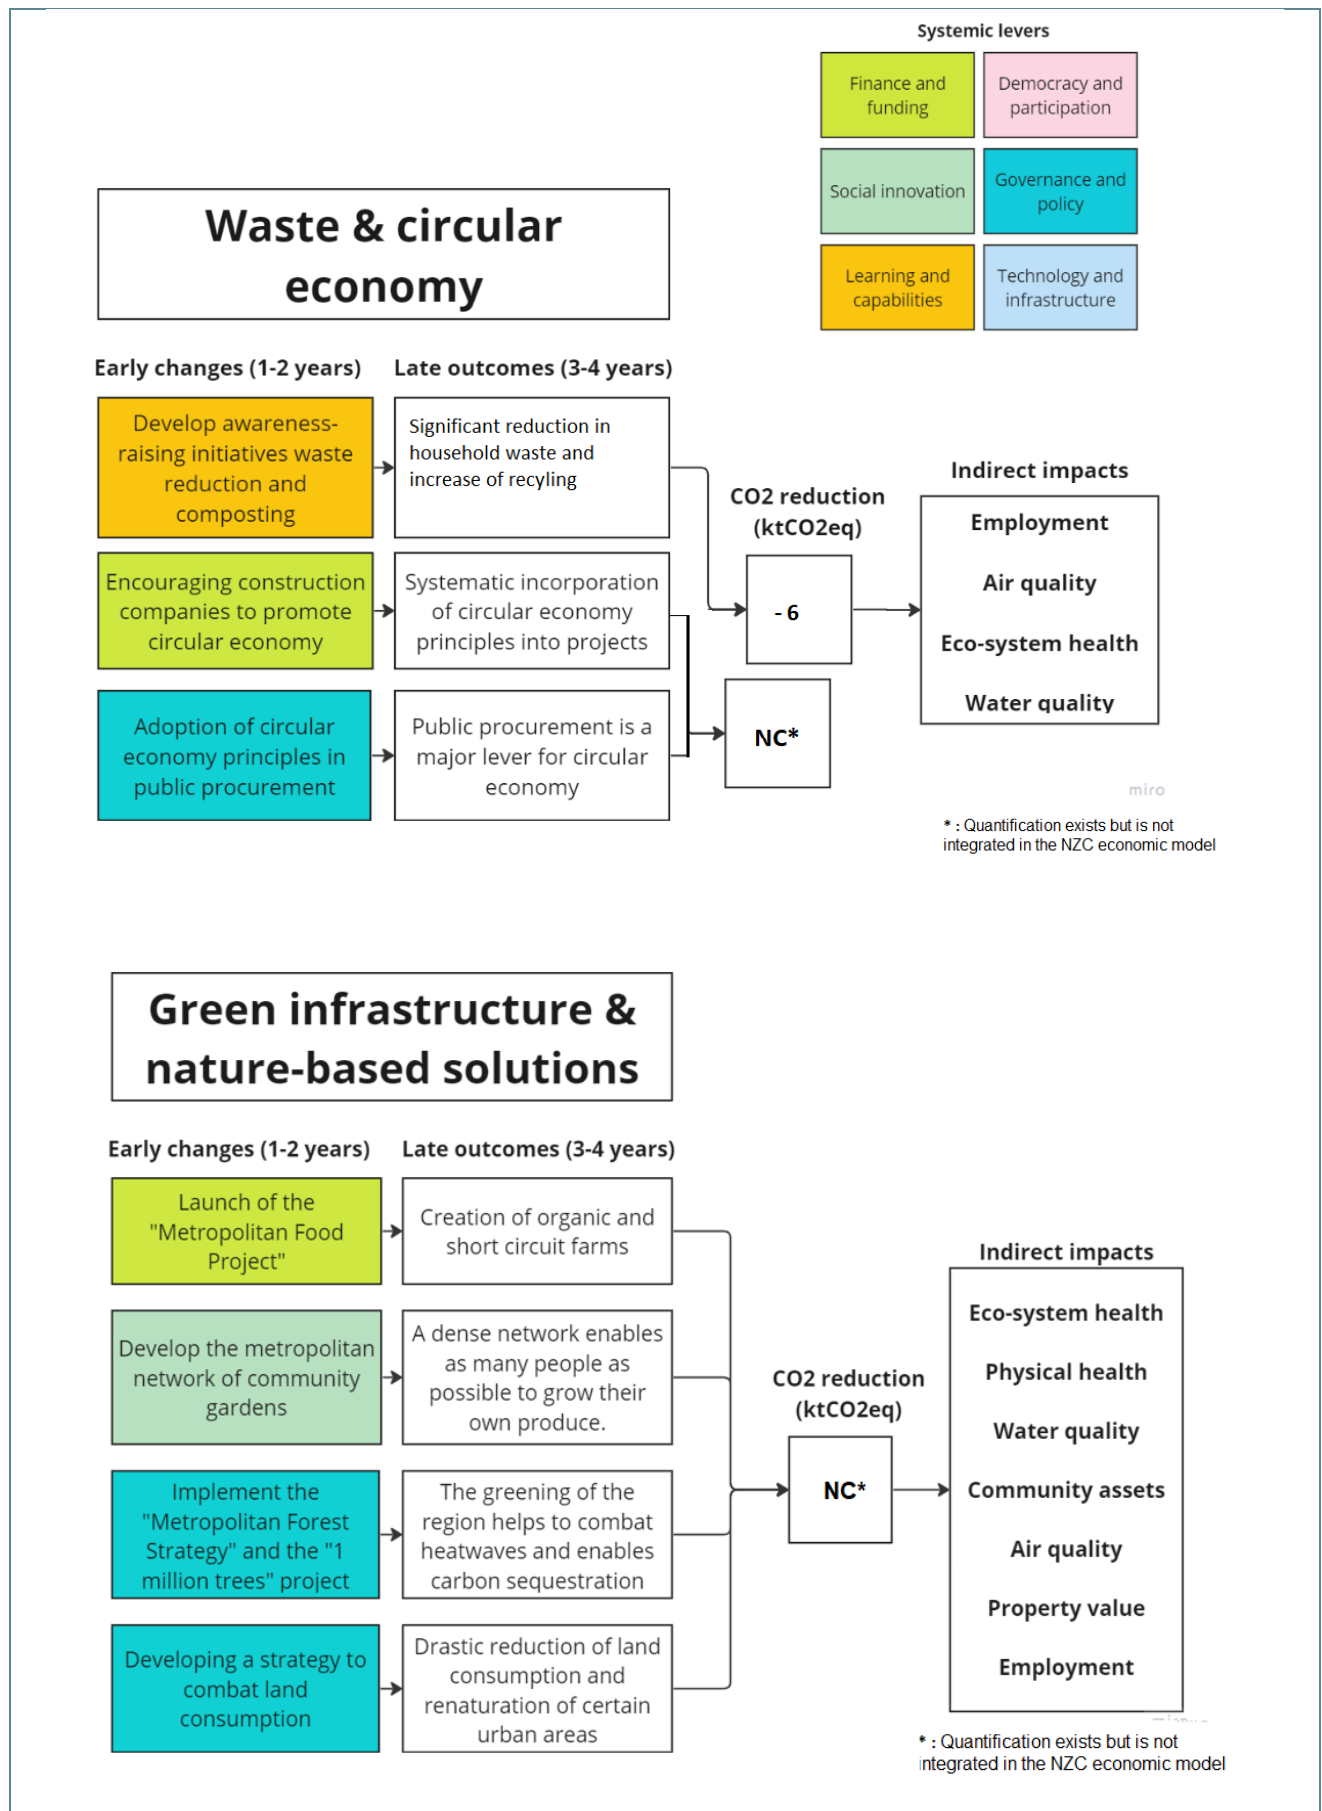 Systemic levers
Finance and
funding
Democracy and
participation
Social innovation
Governance and
policy
Learning and
capabilities
Technology and
infrastructure
Waste & circular
economy
Early changes (1-2 years)
Late outcomes (3-4 years)
Develop awareness-
raising initiatives waste
reduction and
composting
Significant reduction in
household waste and
increase of recyling
Encouraging construction
companies to promote
circular economy
Systematic incorporation
of circular economy
principles into projects
Adoption of circular
economy principles in
public procurement
Public procurement is a
major lever for circular
economy
CO2 reduction
(ktCO2eq)
- 6
NC*
Indirect impacts
Employment
Air quality
Eco-system health
Water quality
miro
* : Quantification exists but is not
integrated in the NZC economic model
Green infrastructure &
nature-based solutions
Early changes (1-2 years)
Late outcomes (3-4 years)
Launch of the
"Metropolitan Food
Project"
Creation of organic and
short circuit farms
Develop the metropolitan
network of community
gardens
A dense network enables
as many people as
possible to grow their
own produce.
Implement the
"Metropolitan Forest
Strategy" and the "1
million trees" project
The greening of the
region helps to combat
heatwaves and enables
carbon sequestration
Developing a strategy to
combat land
consumption
Drastic reduction of land
consumption and
renaturation of certain
urban areas
CO2 reduction
(ktCO2eq)
NC*
Indirect impacts
Eco-system health
Physical health
Water quality
Community assets
Air quality
Property value
Employment
* : Quantification exists but is not
integrated in the NZC economic model